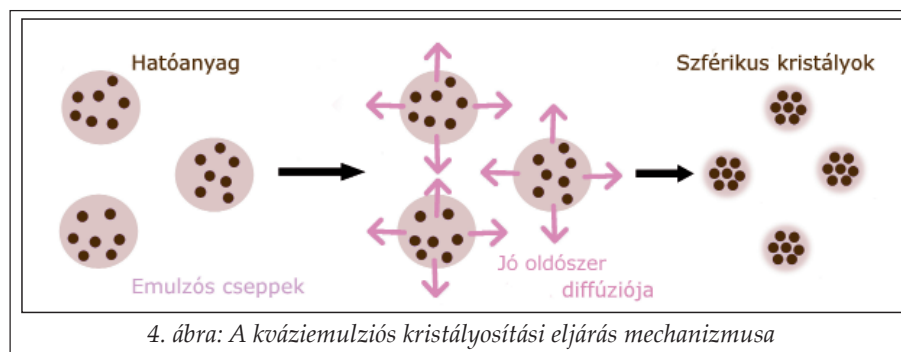 Hatóanyag
Emulzós cseppek
Jó oldószer
diffúziója
Szférikus kristályok
4. ábra: A kváziemulziós kristályosítási eljárás mechanizmusa